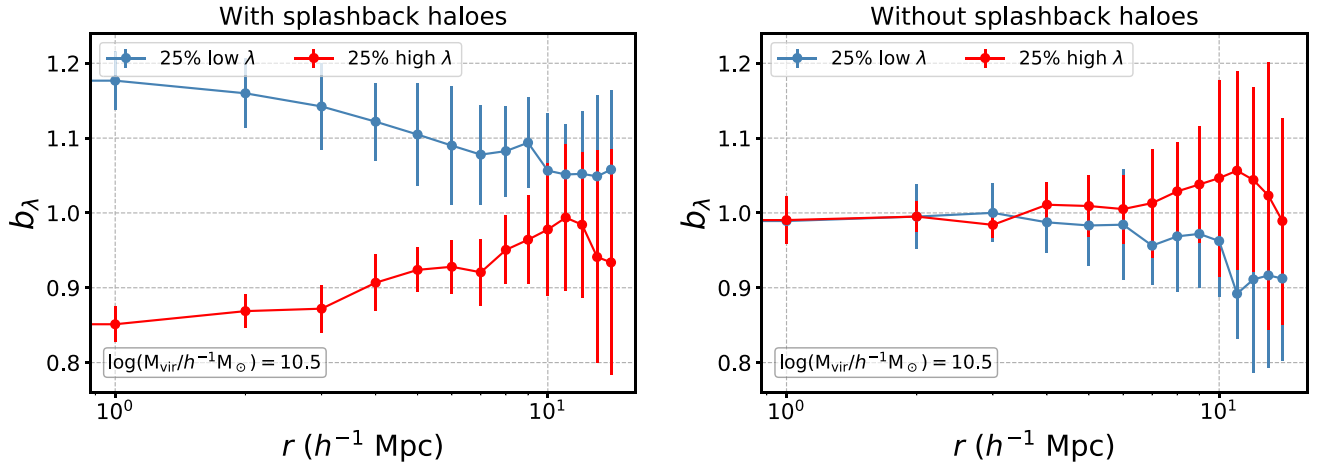 With splashback haloes
25% low λ
25% high λ
1.2
1.1
1.0
0.9
0.8
b_λ
log(M_vir/h⁻¹M_⊙) = 10.5
10⁰
10¹
r (h⁻¹ Mpc)
Without splashback haloes
25% low λ
25% high λ
1.2
1.1
1.0
0.9
0.8
b_λ
log(M_vir/h⁻¹M_⊙) = 10.5
10⁰
10¹
r (h⁻¹ Mpc)